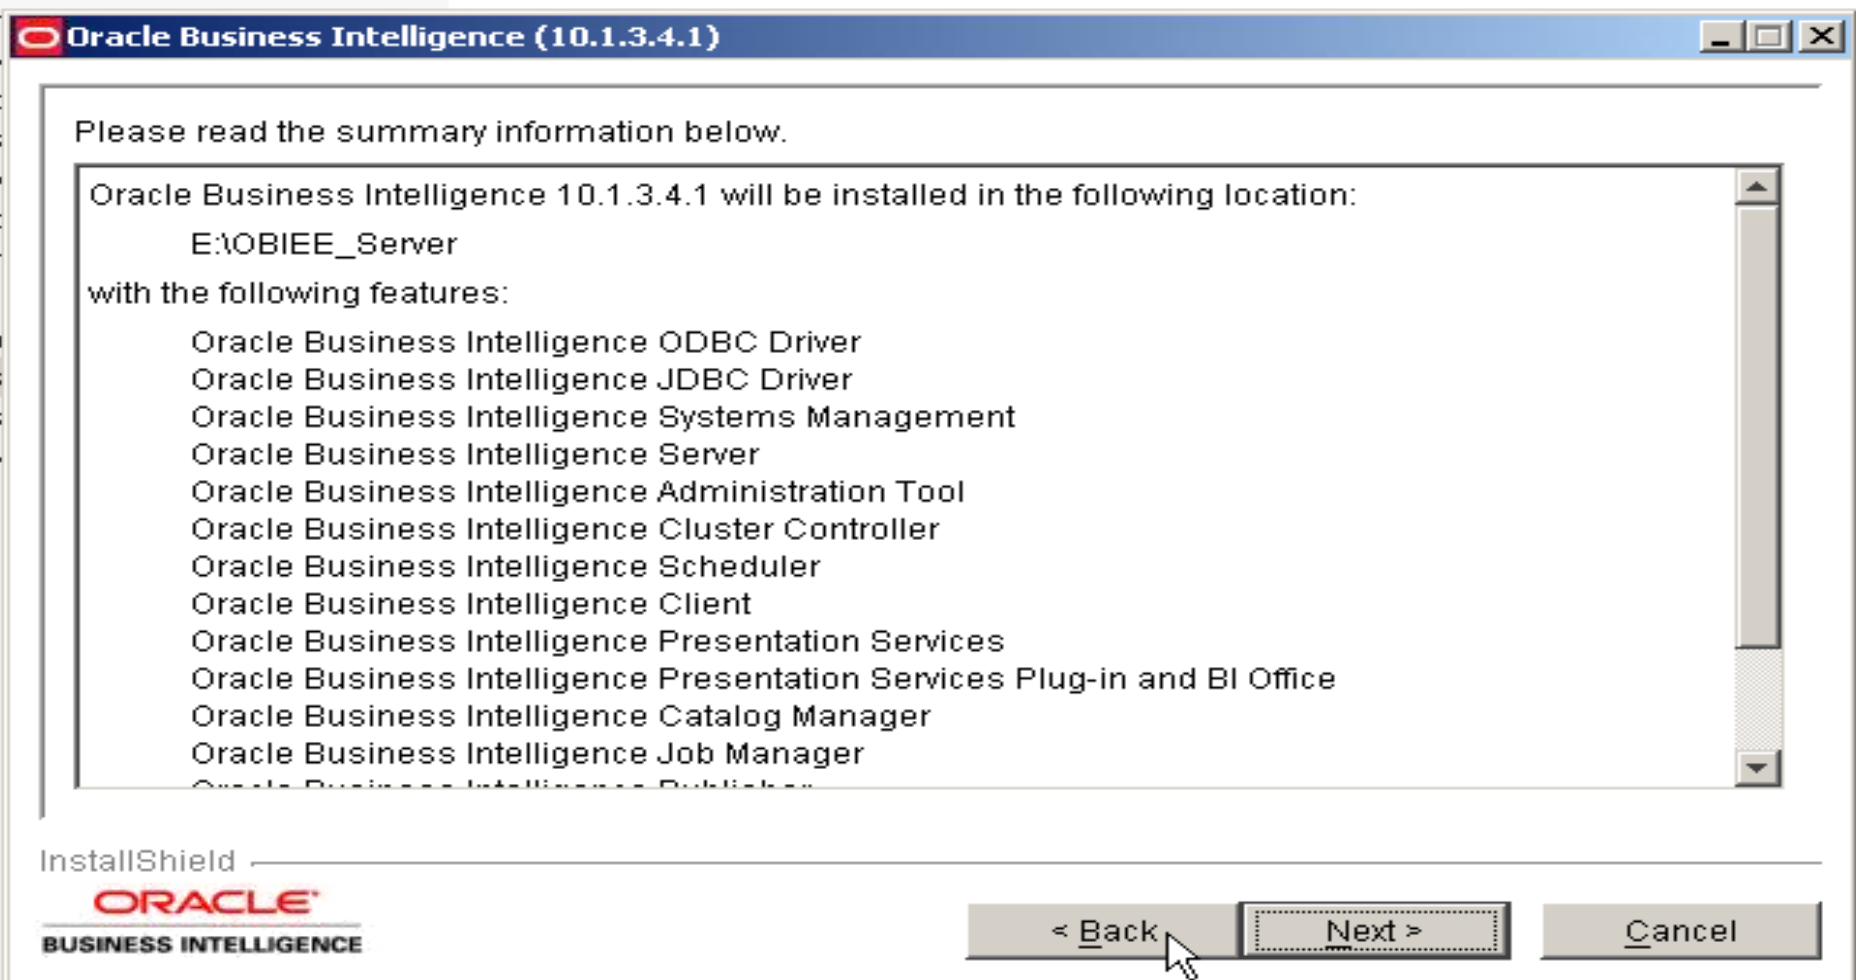 Oracle Business Intelligence (10.1.3.4.1)
Please read the summary information below.
Oracle Business Intelligence 10.1.3.4.1 will be installed in the following location:
E:\OBIEE_Server
with the following features:
Oracle Business Intelligence ODBC Driver
Oracle Business Intelligence JDBC Driver
Oracle Business Intelligence Systems Management
Oracle Business Intelligence Server
Oracle Business Intelligence Administration Tool
Oracle Business Intelligence Cluster Controller
Oracle Business Intelligence Scheduler
Oracle Business Intelligence Client
Oracle Business Intelligence Presentation Services
Oracle Business Intelligence Presentation Services Plug-in and BI Office
Oracle Business Intelligence Catalog Manager
Oracle Business Intelligence Job Manager
Oracle Business Intelligence Publisher
InstallShield
ORACLE
BUSINESS INTELLIGENCE
< Back
Next >
Cancel